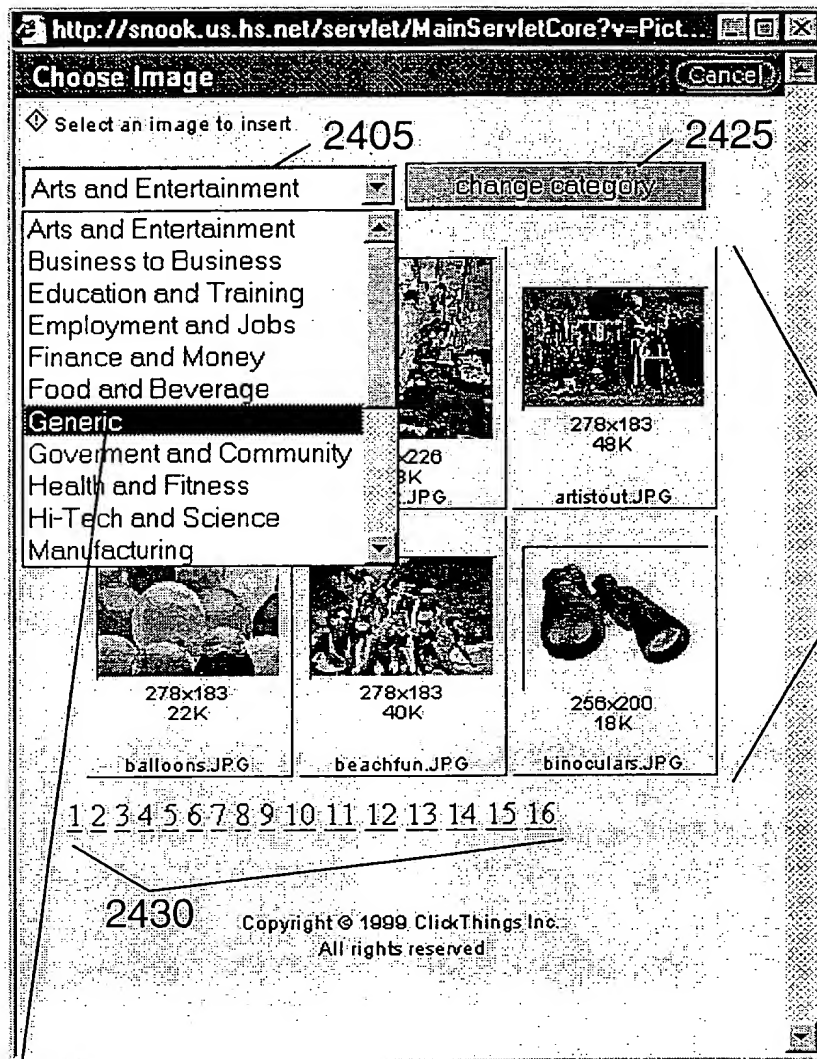 http://snook.us.hs.net/servlet/MainServletCore?v=Pict...
Choose Image
Cancel
Select an image to insert
2405
2425
Arts and Entertainment
change category
Arts and Entertainment
Business to Business
Education and Training
Employment and Jobs
Finance and Money
Food and Beverage
Generic
Goverment and Community
Health and Fitness
Hi-Tech and Science
Manufacturing
x226
.JPG
278x183
48K
artistout.JPG
278x183
22K
balloons.JPG
278x183
40K
beachfun.JPG
256x200
18K
binoculars.JPG
1 2 3 4 5 6 7 8 9 10 11 12 13 14 15 16
2430
Copyright © 1999 ClickThings Inc.
All rights reserved